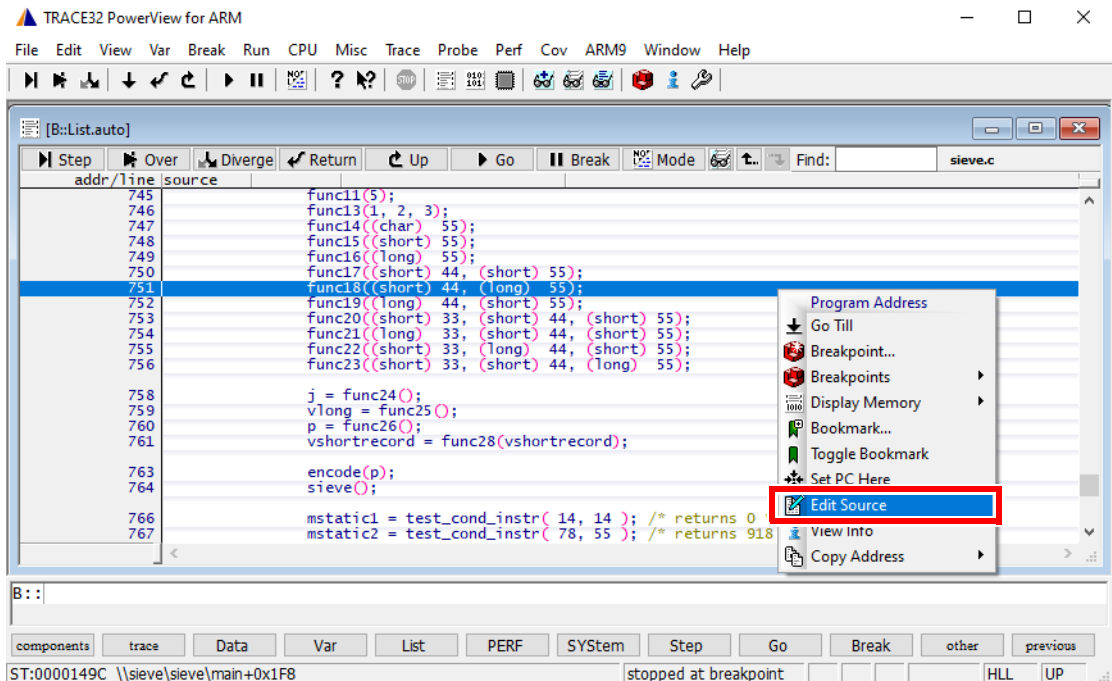 TRACE32 PowerView for ARM
File Edit View Var Break Run CPU Misc Trace Probe Perf Cov ARM9 Window Help
[B::List.auto]
Step Over Diverge Return Up Go Break Mode Find: sieve.c
addr/line source
745 func11(5);
746 func13(1, 2, 3);
747 func14((char) 55);
748 func15((short) 55);
749 func16((long) 55);
750 func17((short) 44, (short) 55);
751 func18((short) 44, (long) 55);
752 func19((long) 44, (short) 55);
753 func20((short) 33, (short) 44, (short) 55);
754 func21((long) 33, (short) 44, (short) 55);
755 func22((short) 33, (long) 44, (short) 55);
756 func23((short) 33, (short) 44, (long) 55);
758 j = func24();
759 vlong = func25();
760 p = func26();
761 vshortrecord = func28(vshortrecord);
763 encode(p);
764 sieve();
766 mstatic1 = test_cond_instr( 14, 14 ); /* returns 0
767 mstatic2 = test_cond_instr( 78, 55 ); /* returns 918
Program Address
Go Till
Breakpoint...
Breakpoints
Display Memory
Bookmark...
Toggle Bookmark
Set PC Here
Edit Source
View Info
Copy Address
B::
components trace Data Var List PERF SYStem Step Go Break other previous
ST:0000149C \\sieve\sieve\main+0x1F8 stopped at breakpoint HLL UP